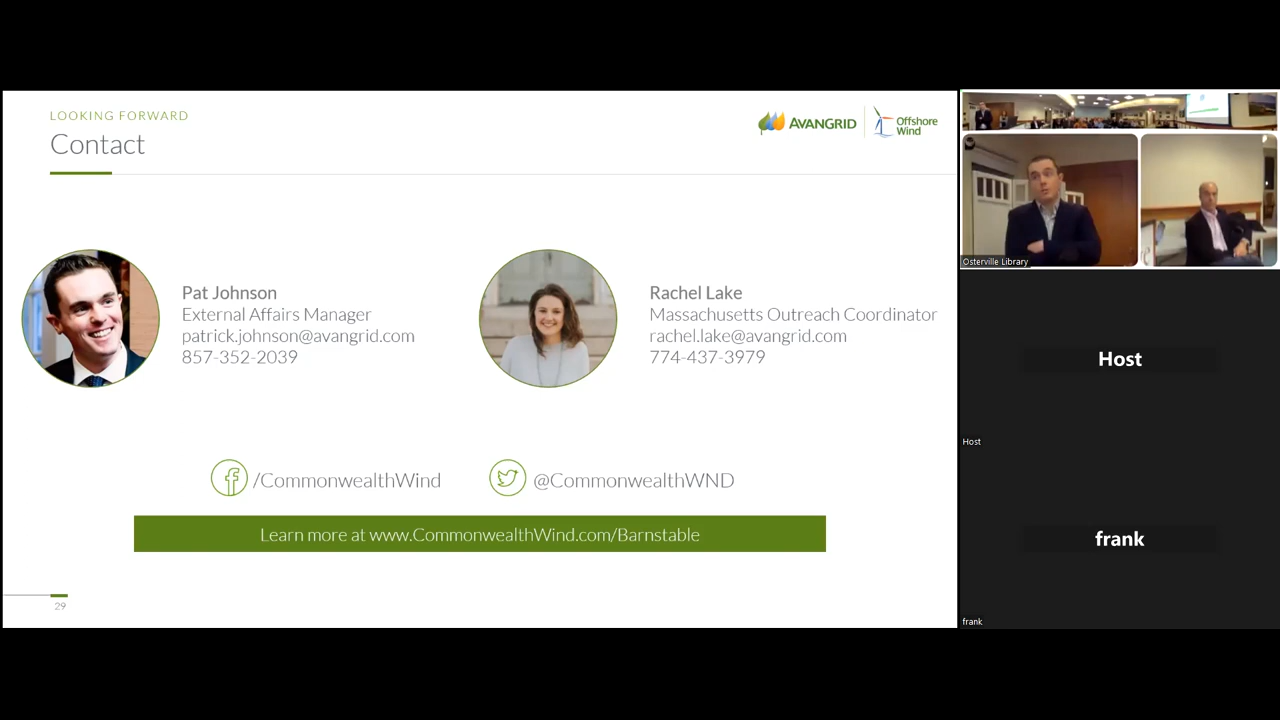 LOOKING FORWARD
Contact
AVANGRID
Offshore
Wind
Pat Johnson
External Affairs Manager
patrick.johnson@avangrid.com
857-352-2039
Rachel Lake
Massachusetts Outreach Coordinator
rachel.lake@avangrid.com
774-437-3979
/CommonwealthWind
@CommonwealthWND
Learn more at www.CommonwealthWind.com/Barnstable
29
Osterville Library
Host
Host
frank
frank